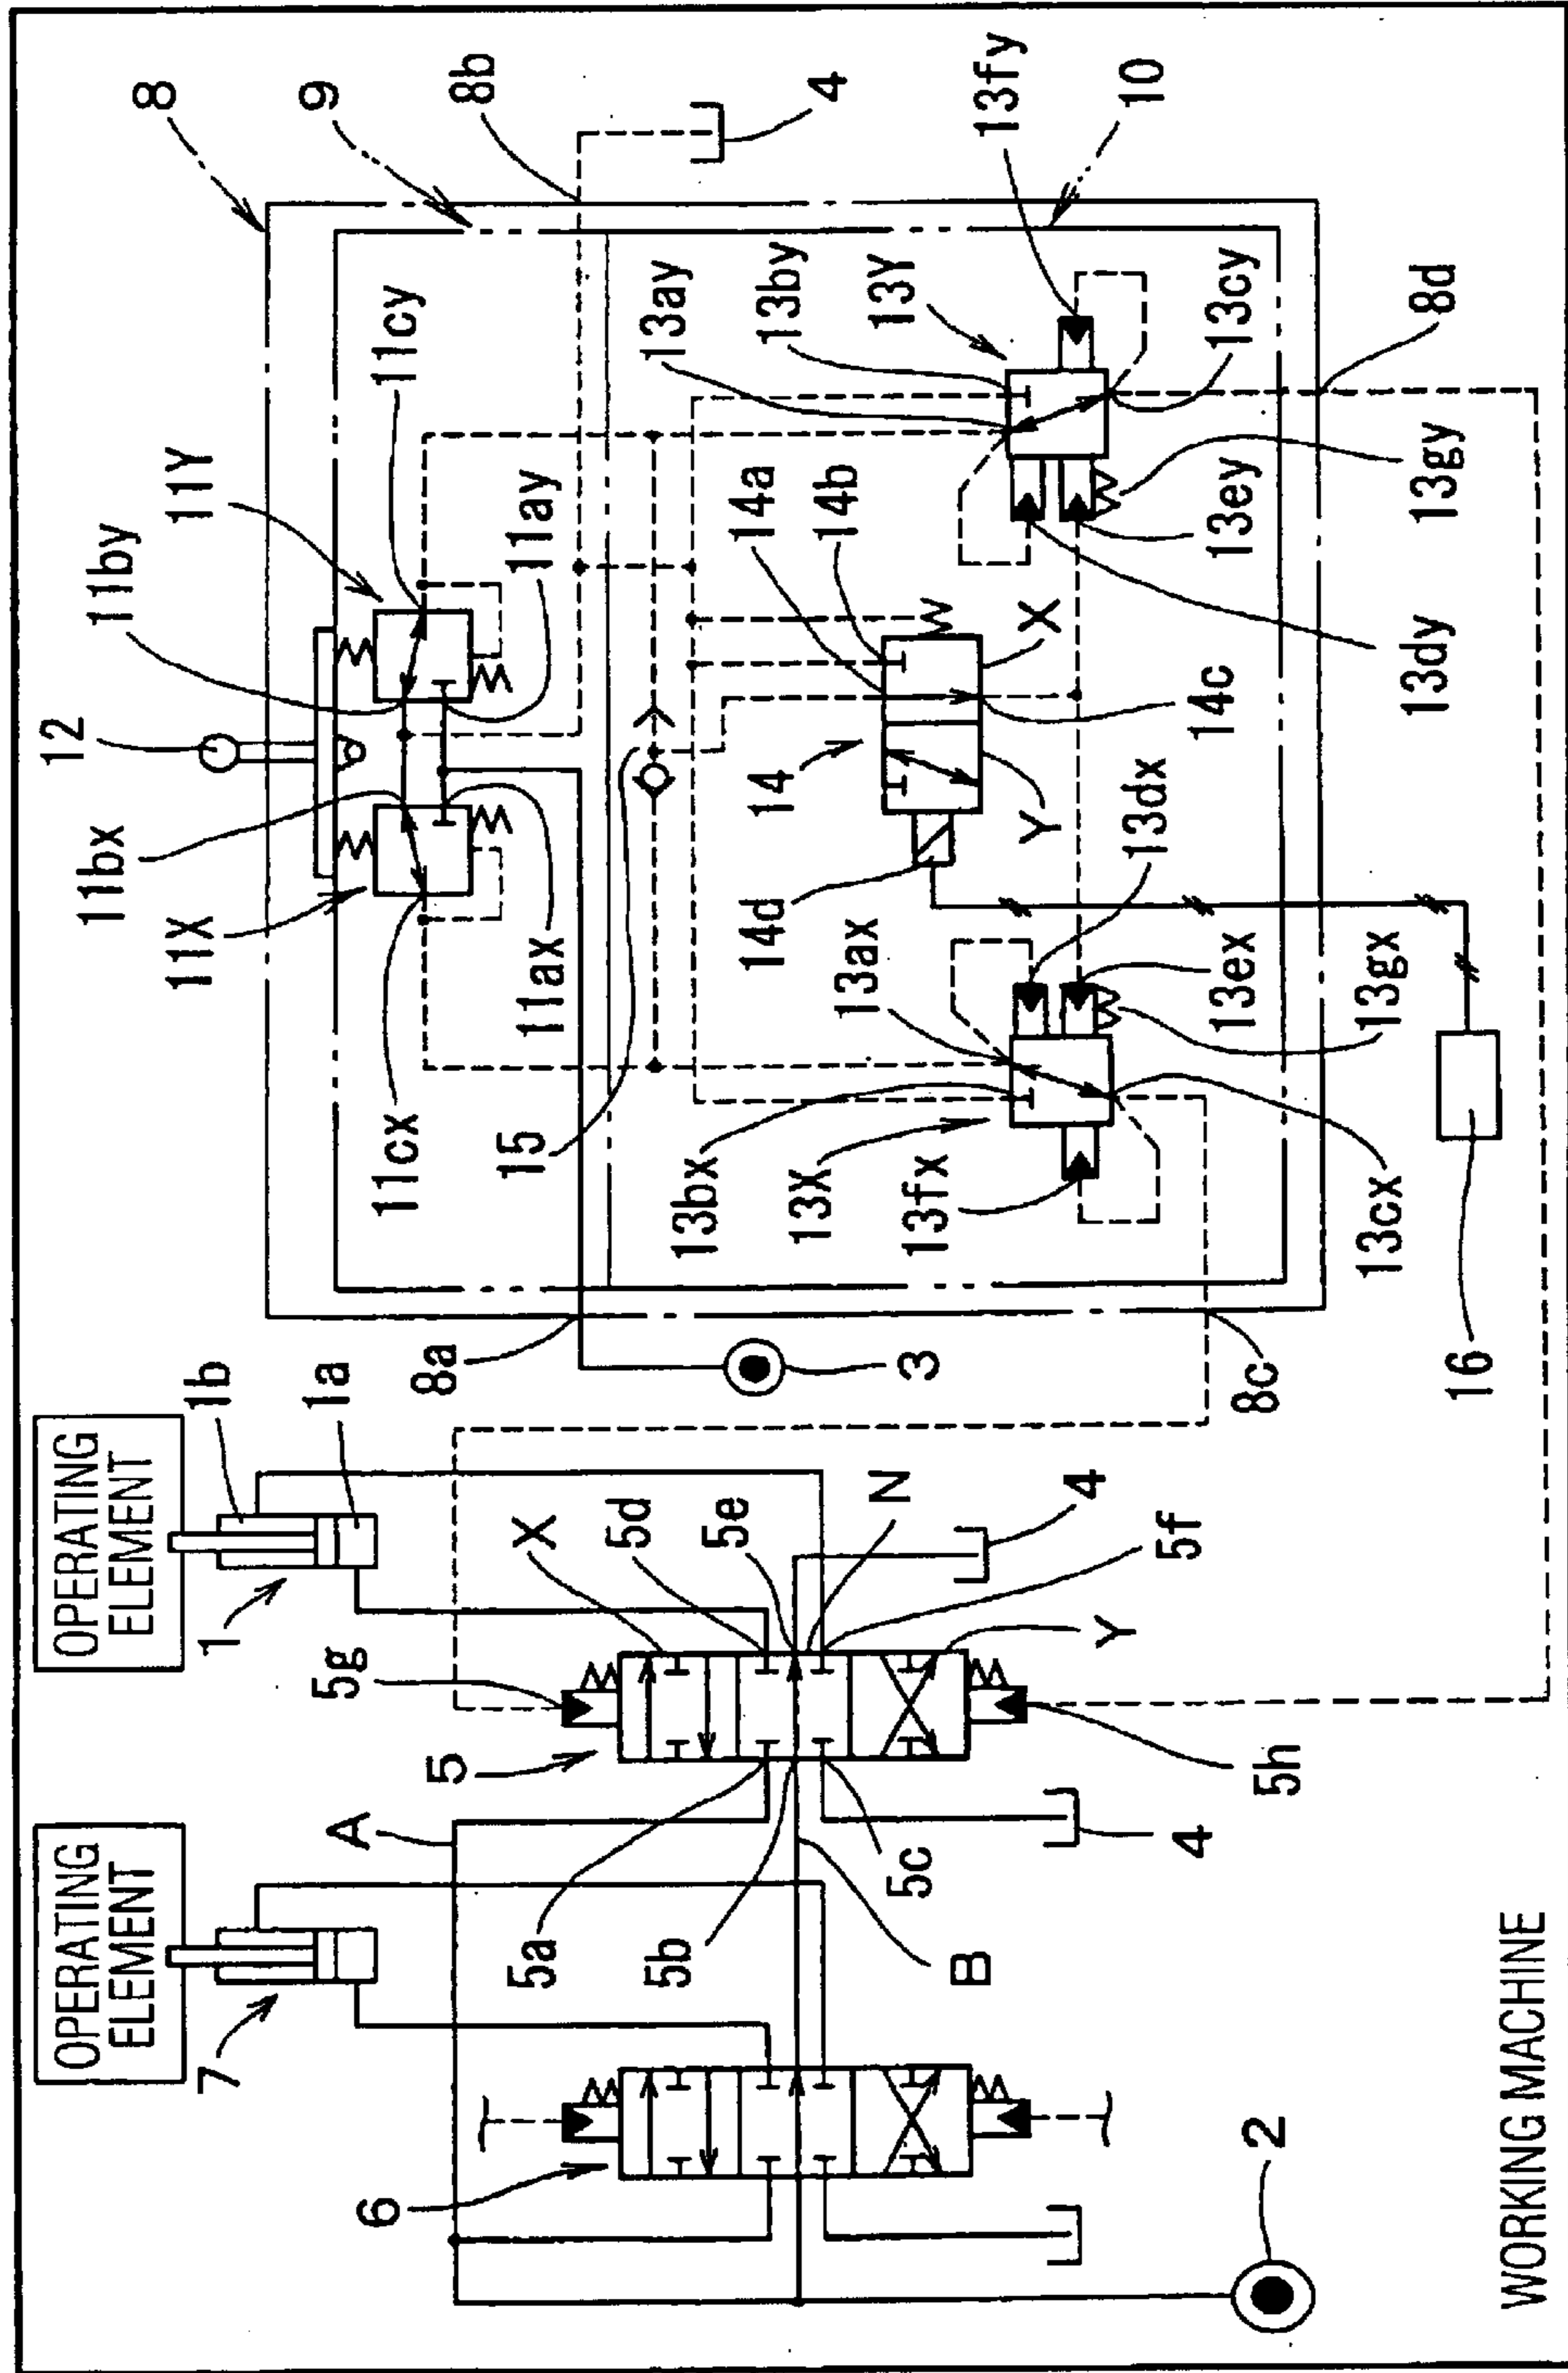 OPERATING
ELEMENT
7
6
2
OPERATING
ELEMENT
1
1b
1a
A
5
5g
X
5d
5e
N
5a
5b
B
5c
4
4
5f
Y
5h
8
9
8b
4
10
8a
3
8c
8d
12
11by
11Y
11cy
11bx
11X
11cx
11ax
11ay
15
13ay
13by
13Y
13fy
14a
14b
14
14d
14c
X
Y
13cy
13gy
13ey
13dy
13dx
13ax
13bx
13X
13fx
13ex
13gx
13cx
16
WORKING MACHINE